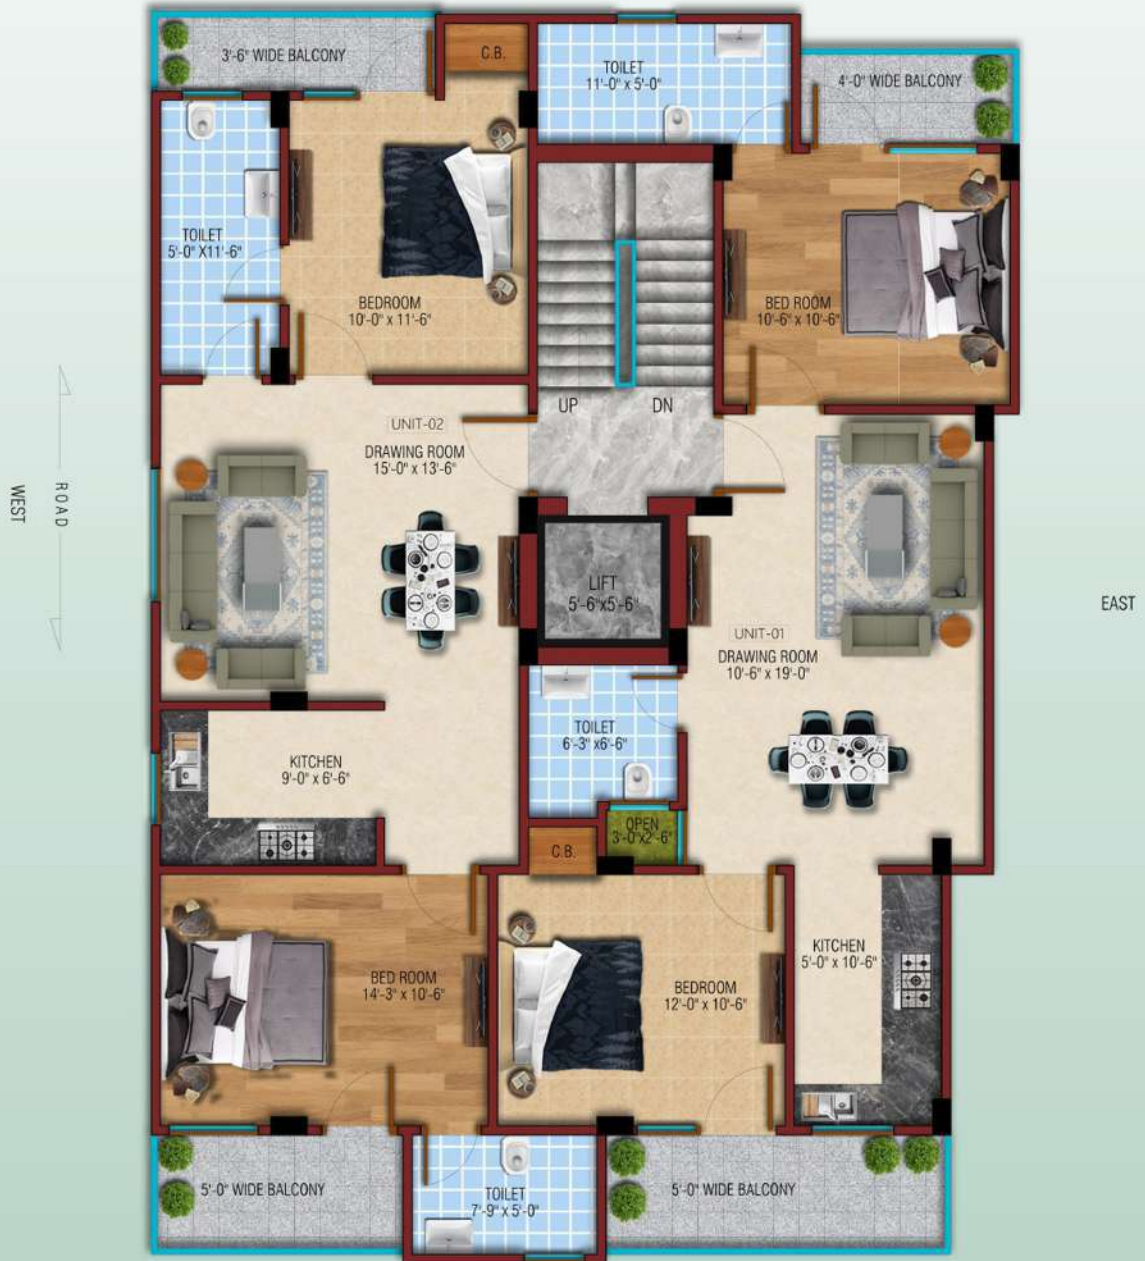 3'-6" WIDE BALCONY
C.B.
TOILET
11'-0" x 5'-0"
4'-0" WIDE BALCONY
TOILET
5'-0" X11'-6"
BEDROOM
10'-0" x 11'-6"
BED ROOM
10'-6" x 10'-6"
UP
DN
UNIT-02
DRAWING ROOM
15'-0" x 13'-6"
WEST
ROAD
LIFT
5'-6"x5'-6"
EAST
UNIT-01
DRAWING ROOM
10'-6" x 19'-0"
TOILET
6'-3" x6'-6"
KITCHEN
9'-0" x 6'-6"
OPEN
3'-0"x2'-6"
C.B.
KITCHEN
5'-0" x 10'-6"
BED ROOM
14'-3" x 10'-6"
BEDROOM
12'-0" x 10'-6"
5'-0" WIDE BALCONY
TOILET
7'-9" x 5'-0"
5'-0" WIDE BALCONY